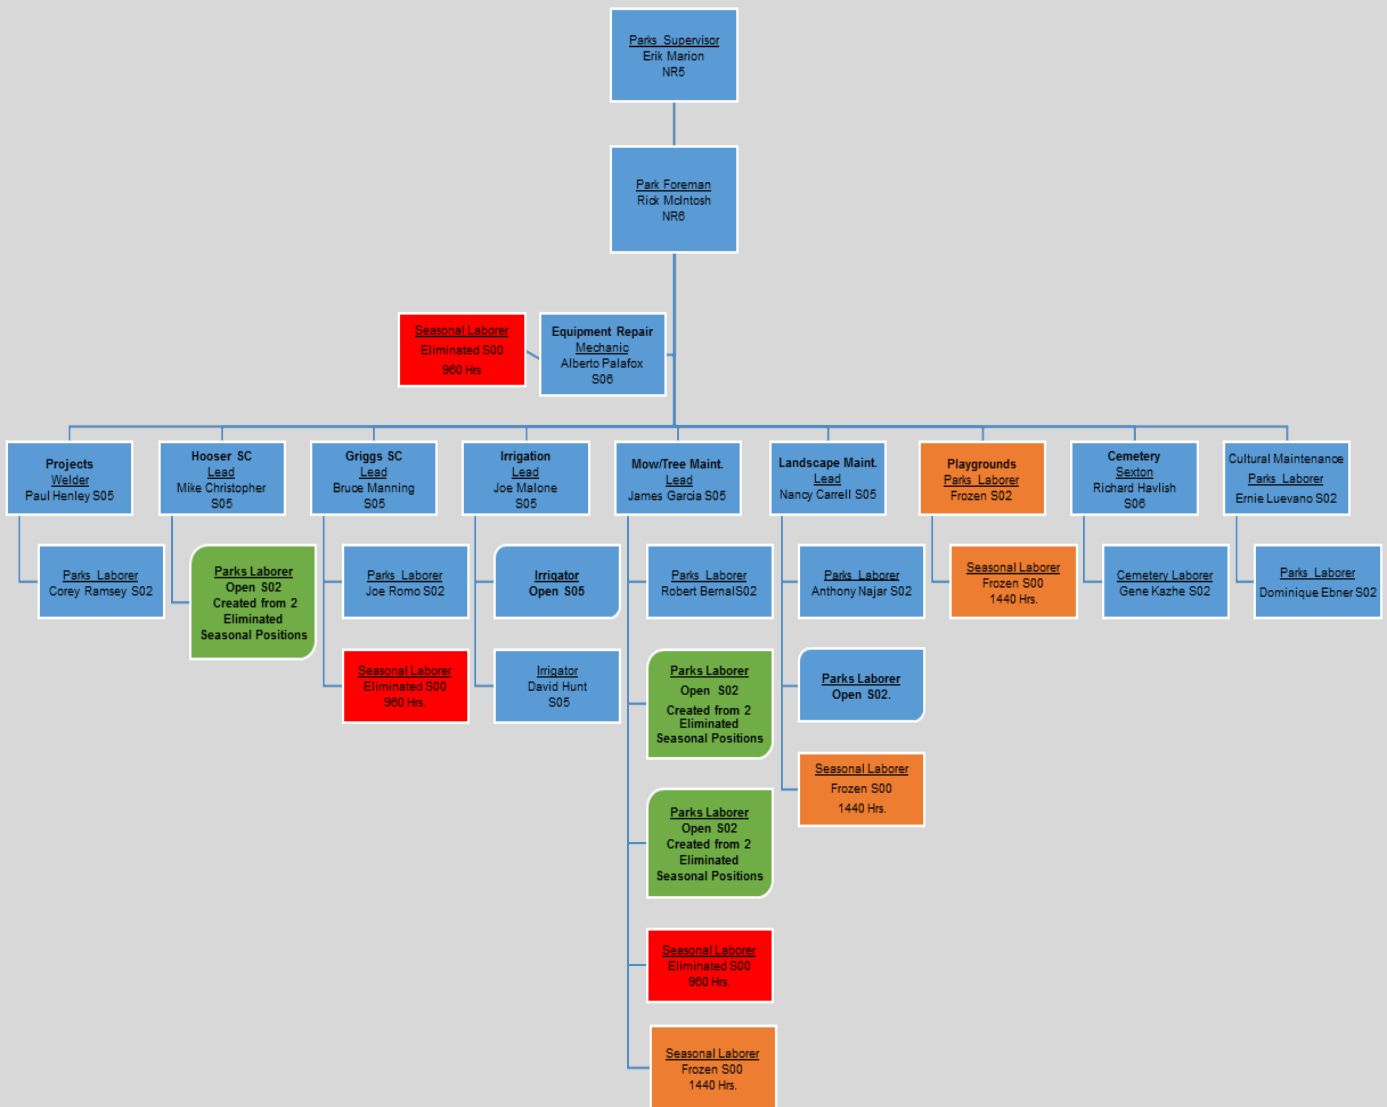 Parks Supervisor
Erik Marion
NR5
Park Foreman
Rick McIntosh
NR6
Seasonal Laborer
Eliminated S00
960 Hrs
Equipment Repair
Mechanic
Alberto Palafox
S06
Projects
Welder
Paul Henley S05
Hooser SC
Lead
Mike Christopher
S05
Griggs SC
Lead
Bruce Manning
S05
Irrigation
Lead
Joe Malone
S05
Mow/Tree Maint.
Lead
James Garcia S05
Landscape Maint.
Lead
Nancy Carrell S05
Playgrounds
Parks Laborer
Frozen S02
Cemetery
Sexton
Richard Havlish
S06
Cultural Maintenance
Parks Laborer
Ernie Luevano S02
Parks Laborer
Corey Ramsey S02
Parks Laborer
Open S02
Created from 2
Eliminated
Seasonal Positions
Parks Laborer
Joe Romo S02
Irrigator
Open S05
Parks Laborer
Robert BernalS02
Parks Laborer
Anthony Najar S02
Seasonal Laborer
Frozen S00
1440 Hrs.
Cemetery Laborer
Gene Kazhe S02
Parks Laborer
Dominique Ebner S02
Seasonal Laborer
Eliminated S00
960 Hrs.
Irrigator
David Hunt
S05
Parks Laborer
Open S02
Created from 2
Eliminated
Seasonal Positions
Parks Laborer
Open S02.
Seasonal Laborer
Frozen S00
1440 Hrs.
Parks Laborer
Open S02
Created from 2
Eliminated
Seasonal Positions
Seasonal Laborer
Eliminated S00
960 Hrs.
Seasonal Laborer
Frozen S00
1440 Hrs.